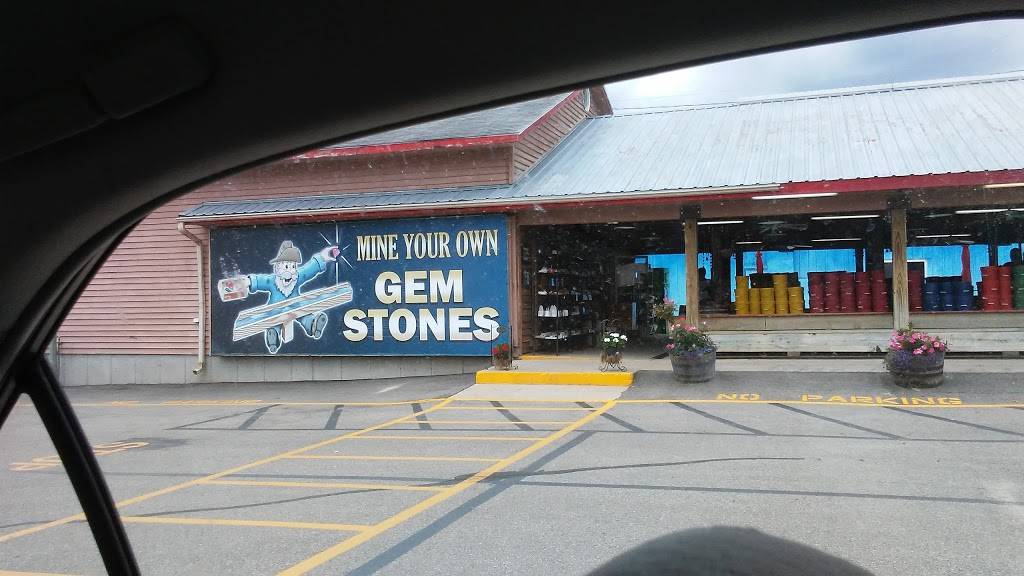 MINE YOUR OWN
GEM
STONES
NO PARKING